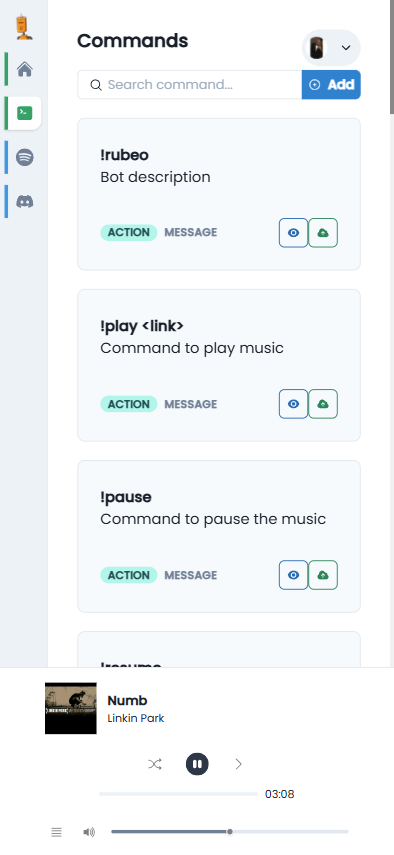 Commands
Search command...
Add
!rubeo
Bot description
ACTION MESSAGE
!play <link>
Command to play music
ACTION MESSAGE
!pause
Command to pause the music
ACTION MESSAGE
!resume
Numb
Linkin Park
03:08